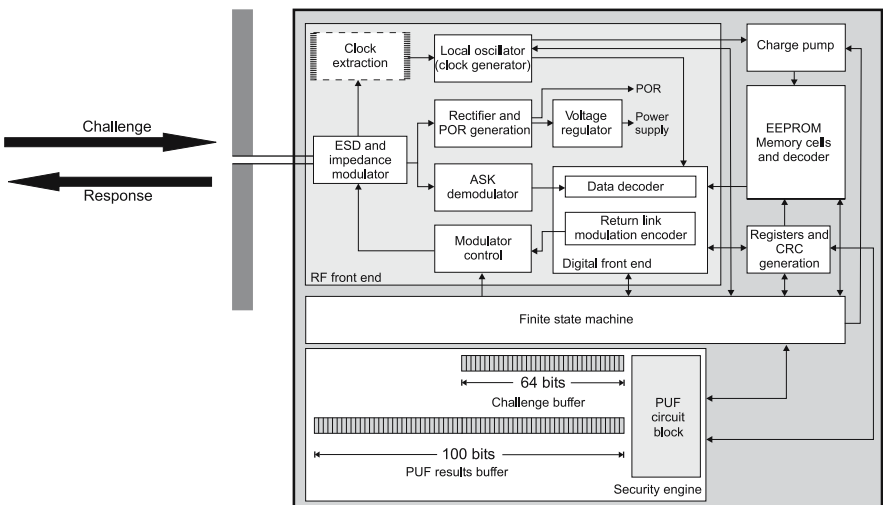 Challenge
Response
Clock
extraction
Local oscillator
(clock generator)
Charge pump
Rectifier and
POR generation
POR
Voltage
regulator
Power
supply
EEPROM
Memory cells
and decoder
ESD and
impedance
modulator
ASK
demodulator
Data decoder
Return link
modulation encoder
Modulator
control
Digital front end
RF front end
Registers and
CRC
generation
Finite state machine
64 bits
Challenge buffer
100 bits
PUF results buffer
PUF
circuit
block
Security engine